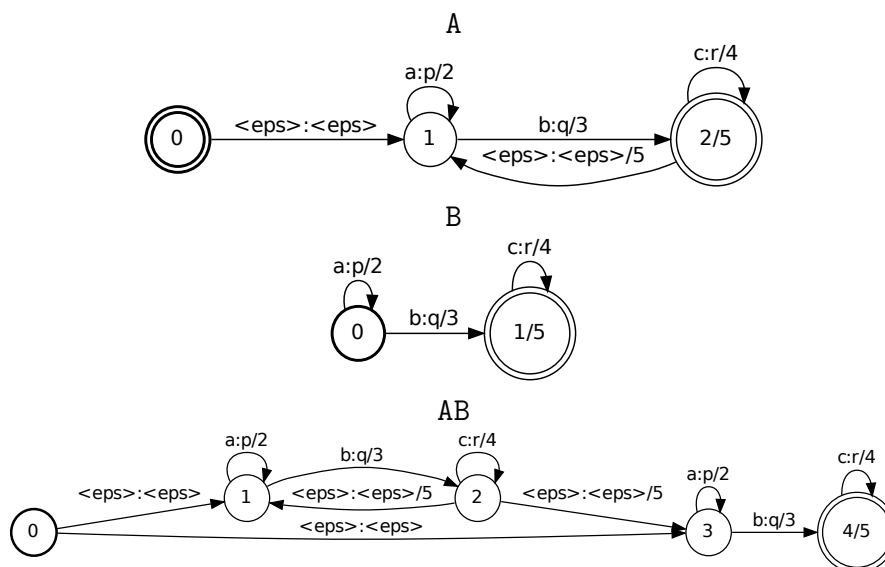 A
a:p/2
c:r/4
0 <eps>:<eps> 1 b:q/3 2/5
<eps>:<eps>/5
B
a:p/2
c:r/4
0 b:q/3 1/5
AB
a:p/2
b:q/3
c:r/4
<eps>:<eps> 1 <eps>:<eps>/5 2 <eps>:<eps>/5
a:p/2
c:r/4
0 <eps>:<eps> 3 b:q/3 4/5